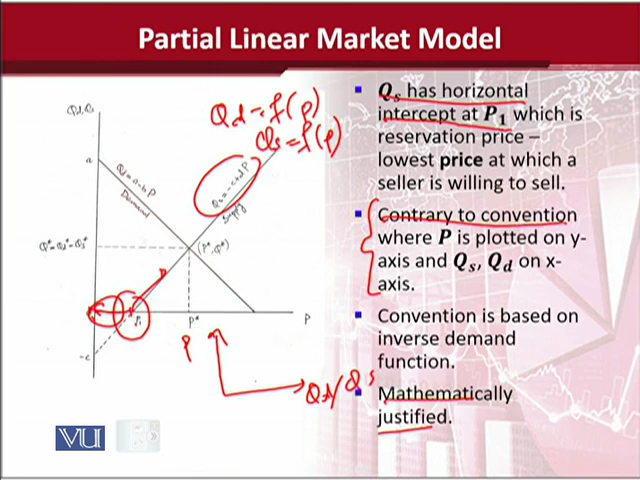 Partial Linear Market Model
Qd, Qs
a
Qd = a - b P
Demand
Qs = -c + d P
Supply
Q* = Qd* = Qs*
(P*, Q*)
P₁
P*
P
-c
Qd = f(P)
Qs = f(P)
P
Qd/Qs
Qs has horizontal
intercept at P₁ which is
reservation price –
lowest price at which a
seller is willing to sell.
Contrary to convention
where P is plotted on y-
axis and Qs, Qd on x-
axis.
Convention is based on
inverse demand
function.
Mathematically
justified.
VU